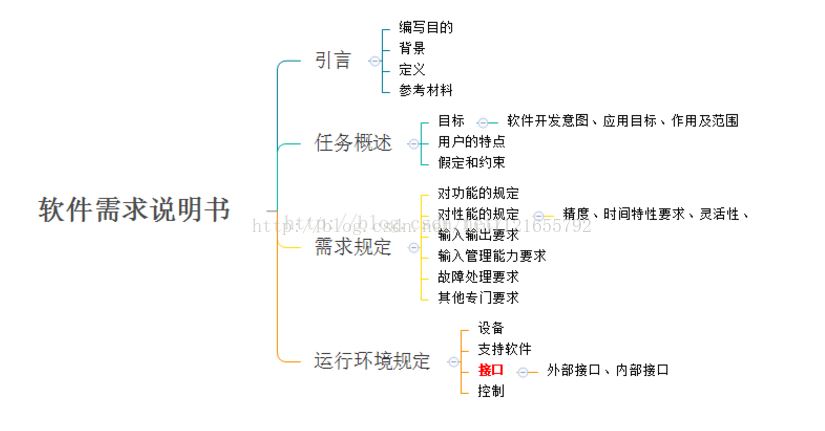 软件需求说明书
引言
编写目的
背景
定义
参考材料
任务概述
目标
软件开发意图、应用目标、作用及范围
用户的特点
假定和约束
需求规定
对功能的规定
对性能的规定
精度、时间特性要求、灵活性、
输入输出要求
输入管理能力要求
故障处理要求
其他专门要求
运行环境规定
设备
支持软件
接口
外部接口、内部接口
控制